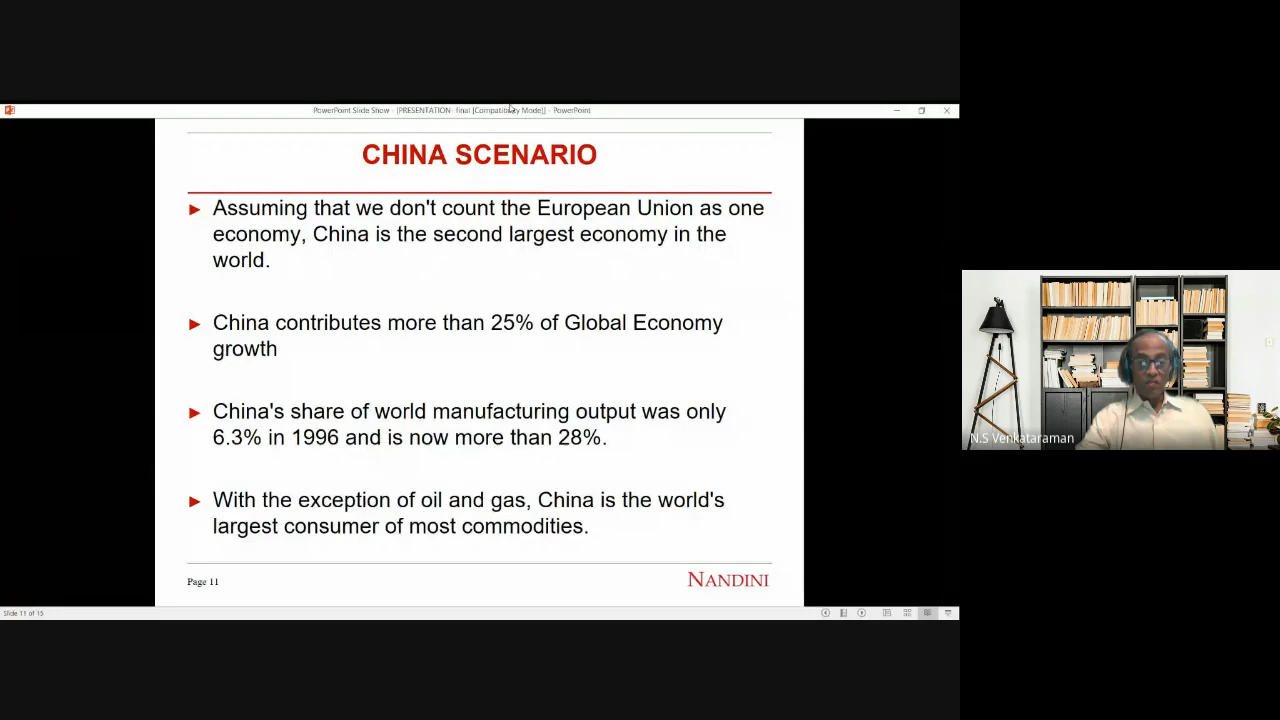 PowerPoint Slide Show - [PRESENTATION- final [Compatibility Mode]] - PowerPoint
CHINA SCENARIO
Assuming that we don't count the European Union as one
economy, China is the second largest economy in the
world.
China contributes more than 25% of Global Economy
growth
China's share of world manufacturing output was only
6.3% in 1996 and is now more than 28%.
With the exception of oil and gas, China is the world's
largest consumer of most commodities.
Page 11
NANDINI
Slide 11 of 15
N.S Venkataraman